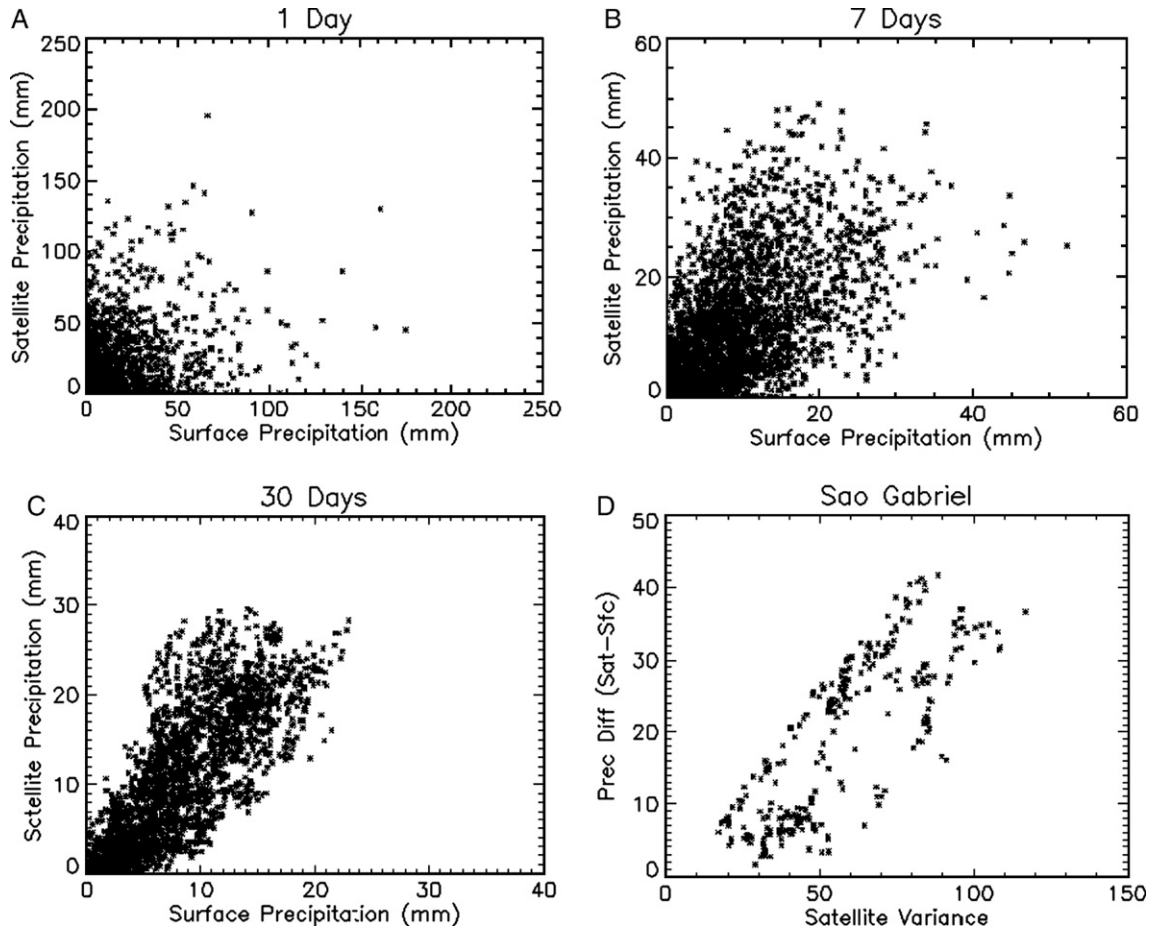 A
1 Day
250
200
150
100
50
0
Satellite Precipitation (mm)
0 50 100 150 200 250
Surface Precipitation (mm)
B
7 Days
60
40
20
0
Satellite Precipitation (mm)
0 20 40 60
Surface Precipitation (mm)
C
30 Days
40
30
20
10
0
Sctellite Precipitation (mm)
0 10 20 30 40
Surface Precipitation (mm)
D
Sao Gabriel
50
40
30
20
10
0
Prec Diff (Sat-Sfc)
0 50 100 150
Satellite Variance